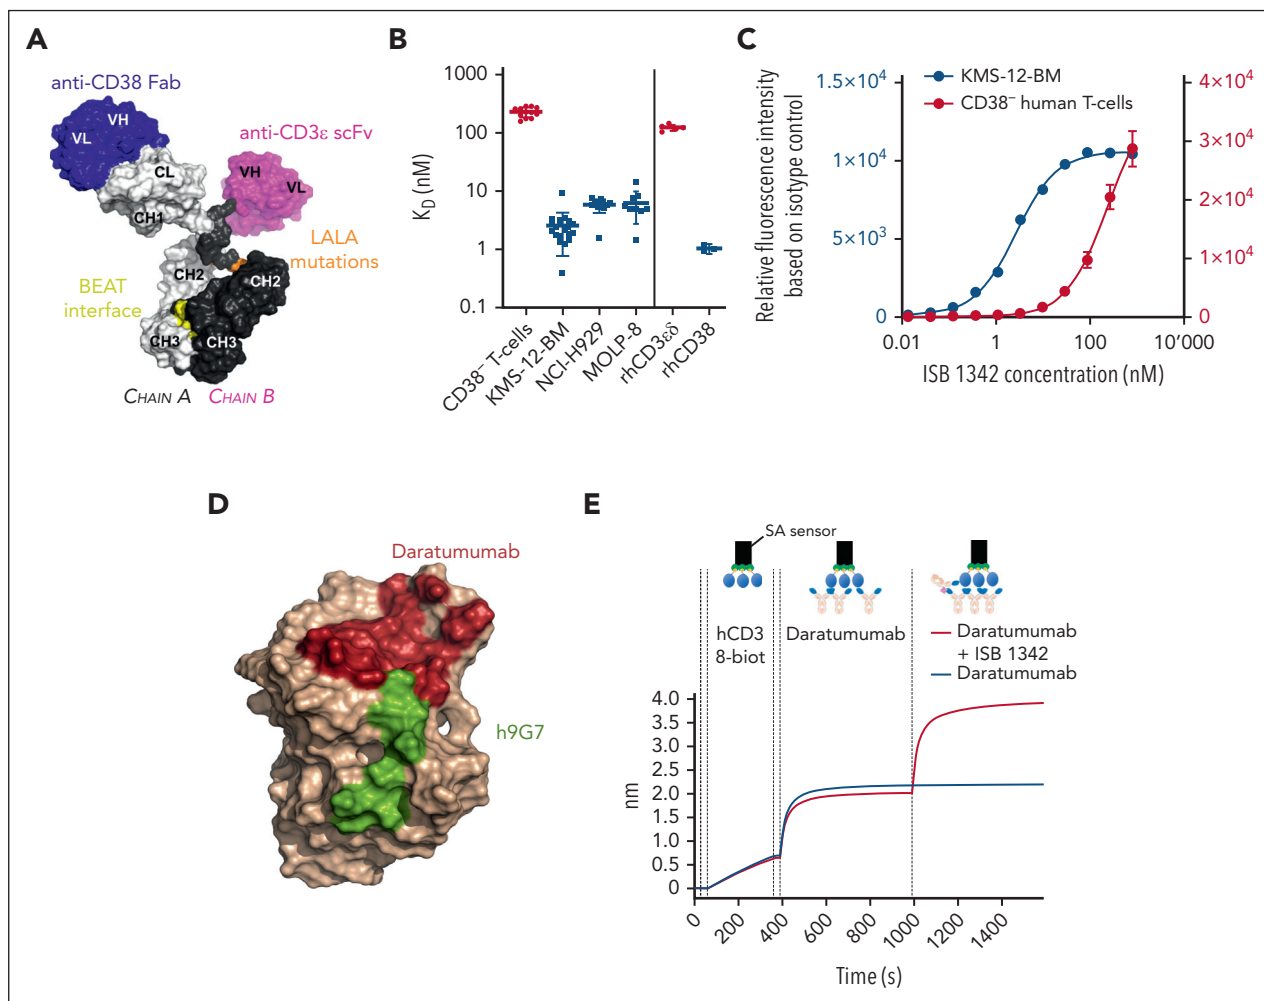 A
anti-CD38 Fab
VH
VL
anti-CD3ε scFv
VH
VL
CL
CH1
LALA
mutations
CH2
CH2
BEAT
interface
CH3
CH3
CHAIN A
CHAIN B
B
K_D (nM)
1000
100
10
1
0.1
CD38⁻ T-cells
KMS-12-BM
NCI-H929
MOLP-8
rhCD3εδ
rhCD38
C
Relative fluorescence intensity
based on isotype control
1.5×10⁴
1×10⁴
5×10³
0
KMS-12-BM
CD38⁻ human T-cells
4×10⁴
3×10⁴
2×10⁴
1×10⁴
0
0.01
1
100
10'000
ISB 1342 concentration (nM)
D
Daratumumab
h9G7
E
SA sensor
hCD3
8-biot
Daratumumab
Daratumumab
+ ISB 1342
Daratumumab
nm
4.0
3.5
3.0
2.5
2.0
1.5
1.0
0.5
0
0
200
400
600
800
1000
1200
1400
Time (s)